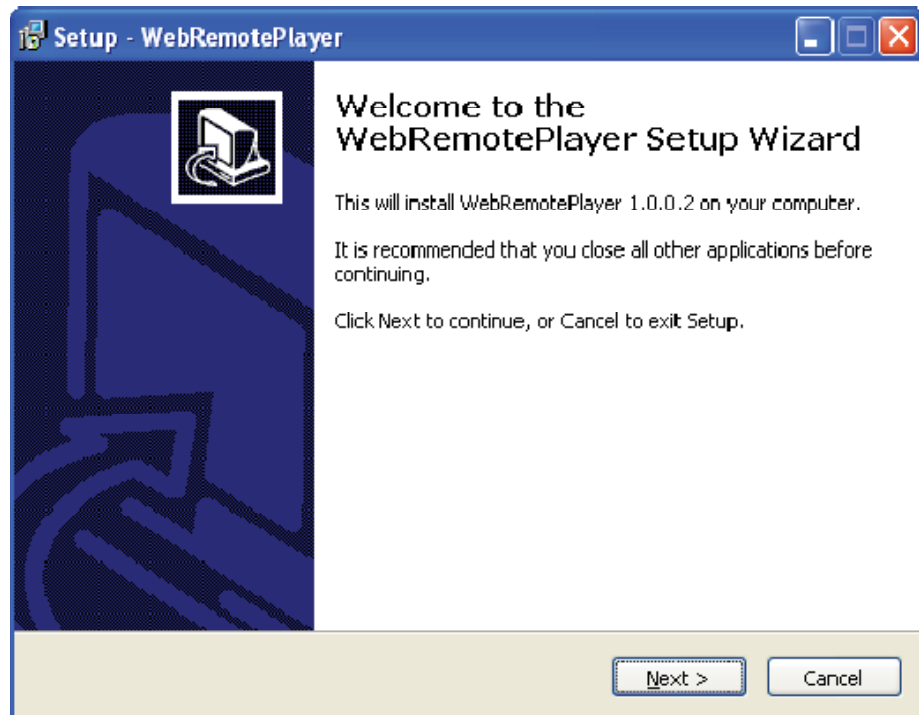 Setup - WebRemotePlayer
Welcome to the
WebRemotePlayer Setup Wizard
This will install WebRemotePlayer 1.0.0.2 on your computer.
It is recommended that you close all other applications before
continuing.
Click Next to continue, or Cancel to exit Setup.
Next >
Cancel